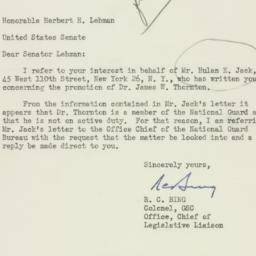 Honorable Herbert H. Lehman
United States Senate
Dear Senator Lehman:
I refer to your interest in behalf of Mr. Hulan E. Jack,
45 West 110th Street, New York 26, N. Y., who has written you
concerning the promotion of Dr. James W. Thornton.
From the information contained in Mr. Jack's letter it
appears that Dr. Thornton is a member of the National Guard a
that he is not on active duty. For that reason, I am referri
Mr. Jack's letter to the Office Chief of the National Guard
Bureau with the request that the matter be looked into and a
reply be made direct to you.
Sincerely yours,
R. C. BING
Colonel, GSC
Office, Chief of
Legislative Liaison